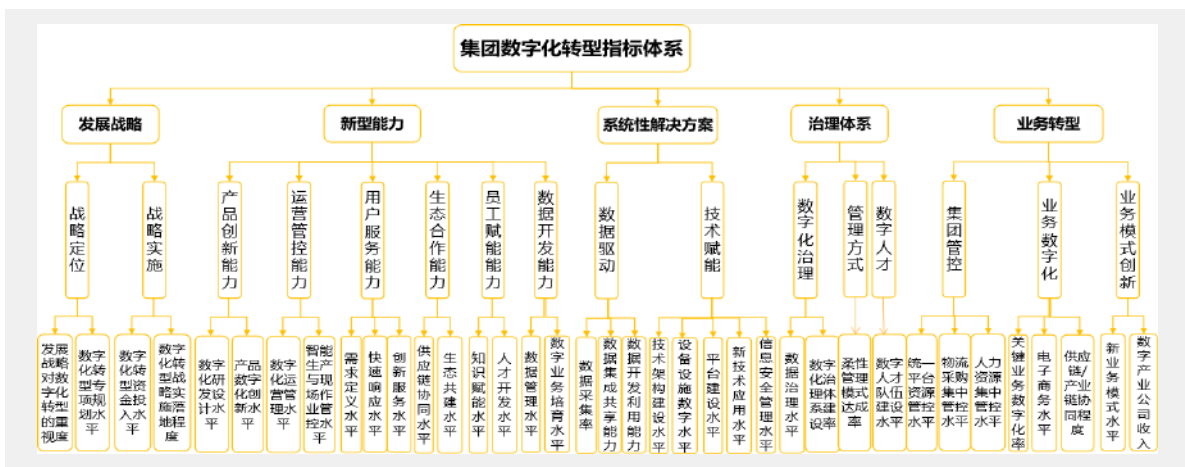 集团数字化转型指标体系
发展战略
新型能力
系统性解决方案
治理体系
业务转型
战略定位
战略实施
产品创新能力
运营管控能力
用户服务能力
生态合作能力
员工赋能能力
数据开发能力
数据驱动
技术赋能
数字化治理
管理方式
数字人才
集团管控
业务数字化
业务模式创新
发展战略对数字化转型的重视度
数字化转型专项规划水平
数字化转型资金投入水平
数字化转型战略实施落地程度
数字化研发设计水平
产品数字化创新水平
数字化运营管理水平
智能生产与现场作业管控水平
需求定义水平
快速响应水平
创新服务水平
供应链协同水平
生态共建水平
知识赋能水平
人才开发水平
数据管理水平
数字业务培育水平
数据采集率
数据集成共享能力
数据开发利用能力
技术架构建设水平
设备设施数字水平
平台建设水平
新技术应用水平
信息安全管理水平
数据治理水平
数字化治理体系建设
柔性管理模式达成率
数字人才队伍建设水平
统一平台资源管控水平
物流采购集中管控水平
人力资源集中管控水平
关键业务数字化率
电子商务水平
供应链/产业链协同程度
新业务模式水平
数字产业公司收入